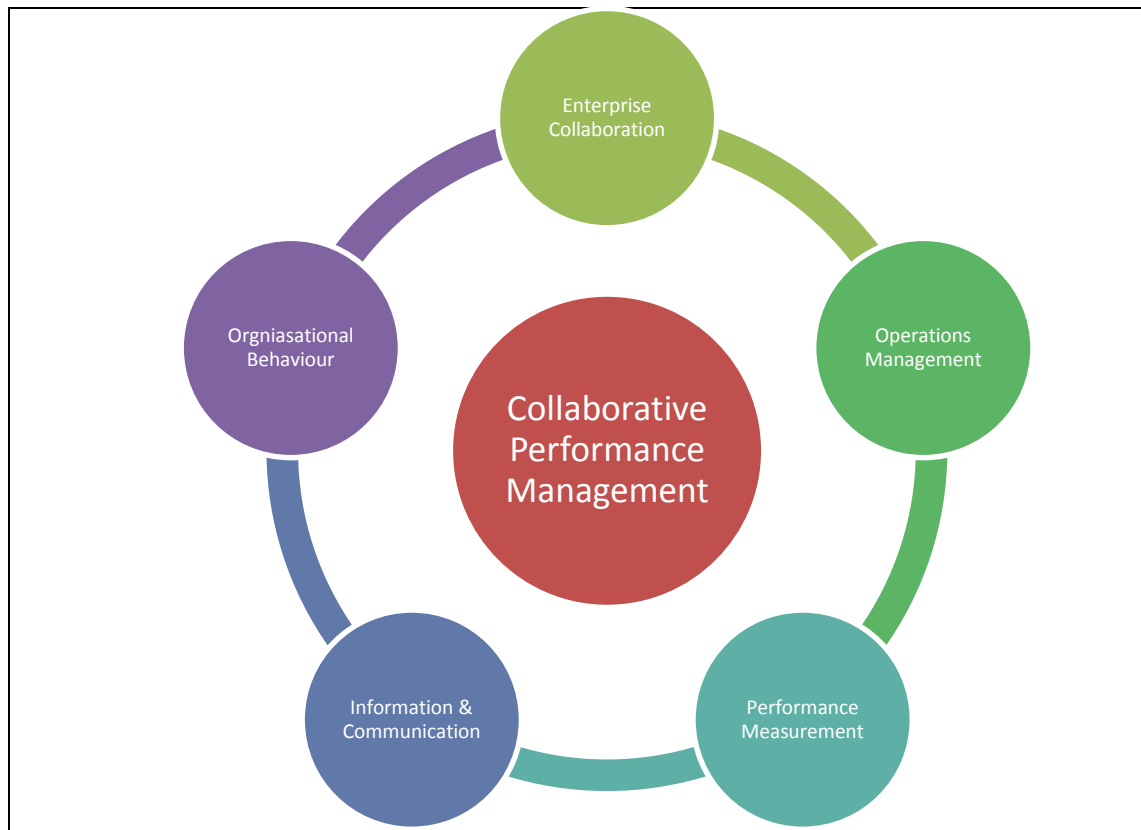 Enterprise
Collaboration
Orgniasational
Behaviour
Operations
Management
Collaborative
Performance
Management
Information &
Communication
Performance
Measurement